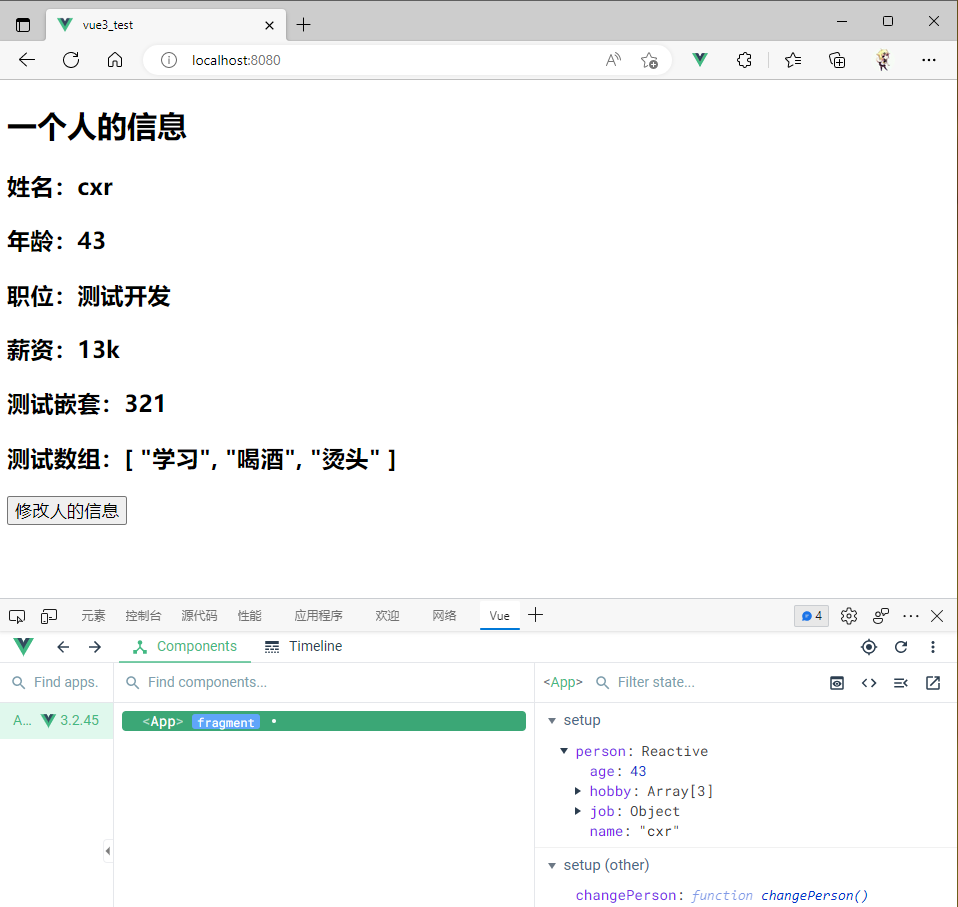 vue3_test
localhost:8080
一个人的信息
姓名：cxr
年龄：43
职位：测试开发
薪资：13k
测试嵌套：321
测试数组：[ "学习", "喝酒", "烫头" ]
修改人的信息
元素 控制台 源代码 性能 应用程序 欢迎 网络 Vue 4
Components Timeline
Find apps. Find components... <App> Filter state...
A... 3.2.45 <App> fragment setup
person: Reactive
age: 43
hobby: Array[3]
job: Object
name: "cxr"
setup (other)
changePerson: function changePerson()